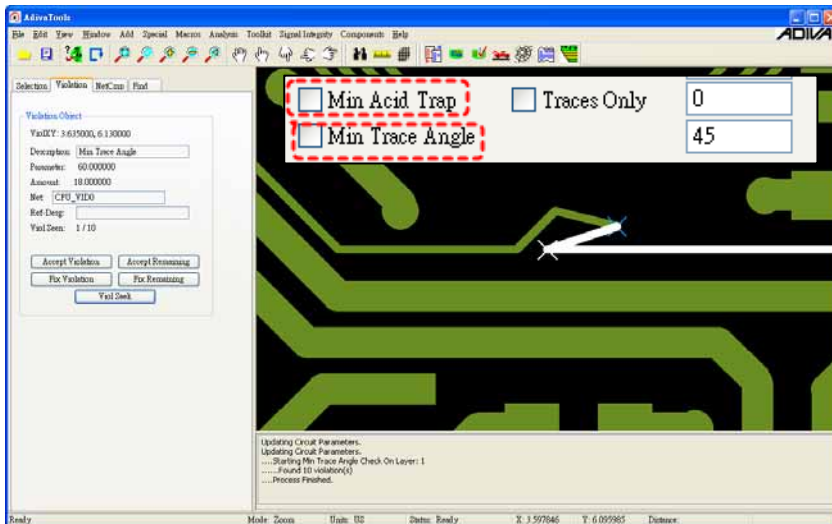 AdivaTools
File Edit View Window Add Special Macros Analysis Toolkit Signal Integrity Components Help
ADIVA
Selection Violation NetCmp Find
Violation Object
ViolXY: 3.635000, 6.130000
Description: Min Trace Angle
Parameter: 60.000000
Amount: 18.000000
Net: CPU_VID0
Ref-Desg:
Viol Seen: 1 / 10
Accept Violation Accept Remaining
Fix Violation Fix Remaining
Viol Seek
Min Acid Trap Traces Only 0
Min Trace Angle 45
Updating Circuit Parameters.
Updating Circuit Parameters.
....Starting Min Trace Angle Check On Layer: 1
......Found 10 violation(s)
....Process Finished.
Ready Mode: Zoom Units: US Status: Ready X: 3.597846 Y: 6.095985 Distance: